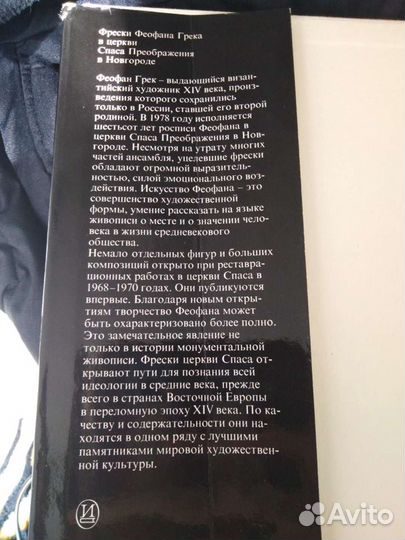 Фрески Феофана Грека
в церкви
Спаса Преображения
в Новгороде
Феофан Грек – выдающийся визан-
тийский художник XIV века, произ-
ведения которого сохранились
только в России, ставшей его второй
родиной. В 1978 году исполняется
шестьсот лет росписи Феофана в
церкви Спаса Преображения в Нов-
городе. Несмотря на утрату многих
частей ансамбля, уцелевшие фрески
обладают огромной выразитель-
ностью, силой эмоционального воз-
действия. Искусство Феофана – это
совершенство художественной
формы, умение рассказать на языке
живописи о месте и о значении чело-
века в жизни средневекового
общества.
Немало отдельных фигур и больших
композиций открыто при реставра-
ционных работах в церкви Спаса в
1968–1970 годах. Они публикуются
впервые. Благодаря новым откры-
тиям творчество Феофана может
быть охарактеризовано более полно.
Это замечательное явление не
только в истории монументальной
живописи. Фрески церкви Спаса от-
крывают пути для познания всей
идеологии в средние века, прежде
всего в странах Восточной Европы
в переломную эпоху XIV века. По ка-
честву и содержательности они на-
ходятся в одном ряду с лучшими
памятниками мировой художествен-
ной культуры.
И
Avito